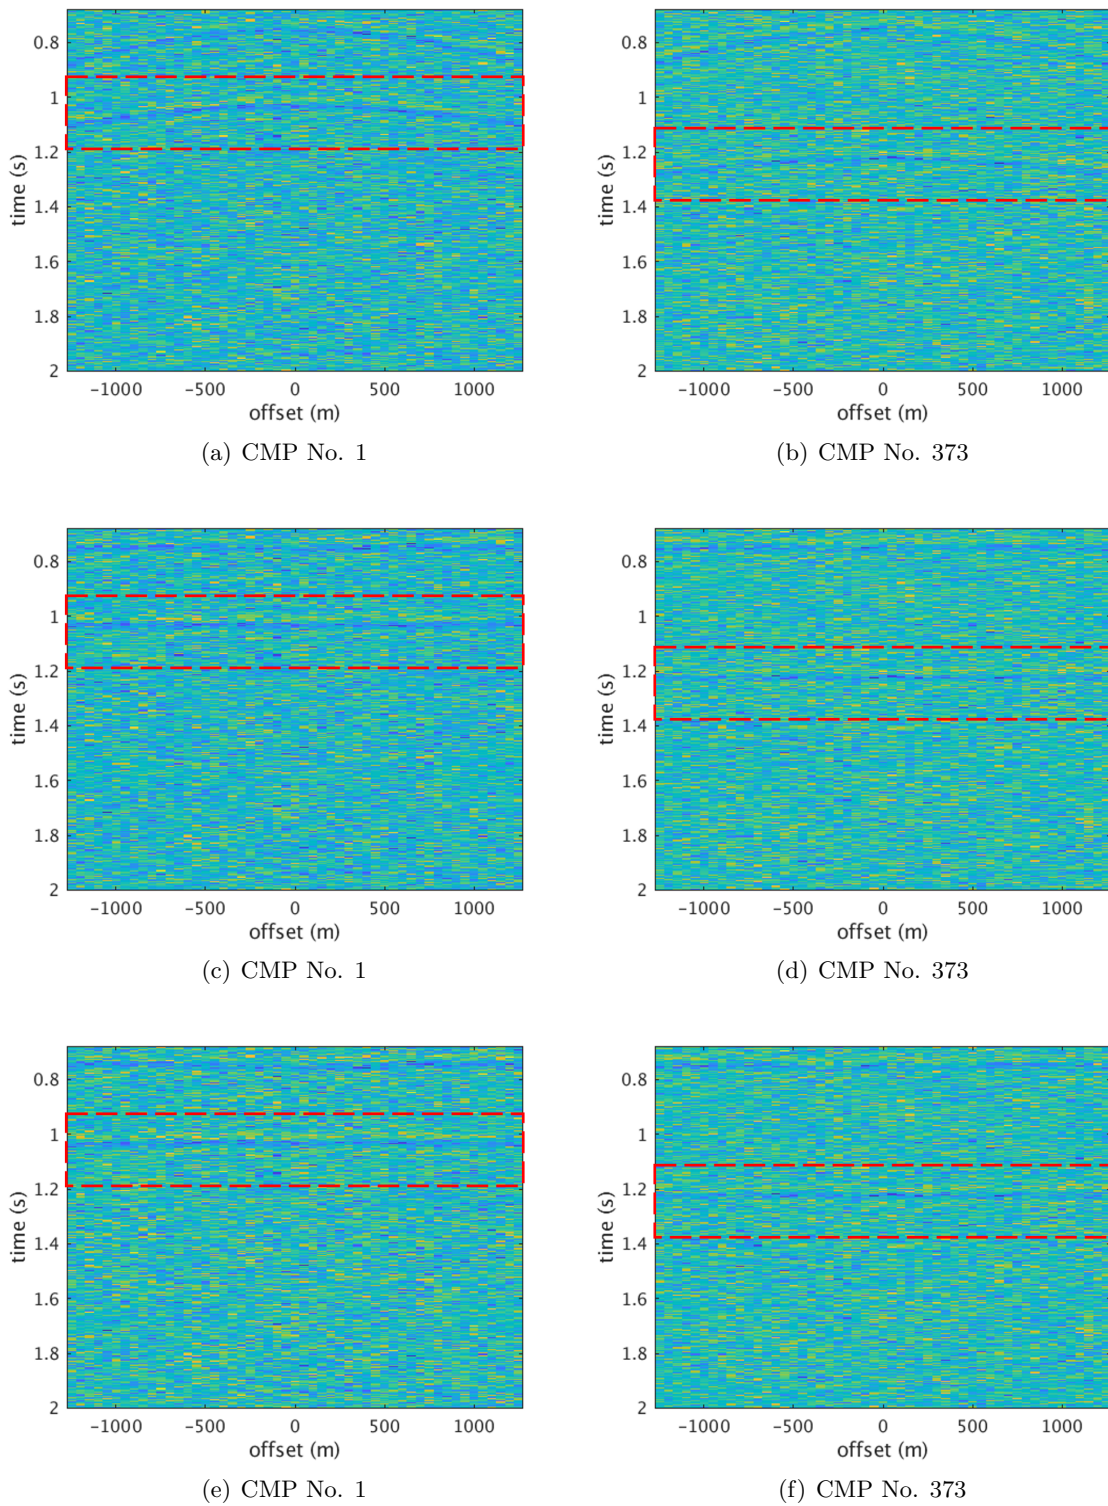 0.8
1
1.2
1.4
1.6
1.8
2
time (s)
−1000 −500 0 500 1000
offset (m)
(a) CMP No. 1
0.8
1
1.2
1.4
1.6
1.8
2
time (s)
−1000 −500 0 500 1000
offset (m)
(b) CMP No. 373
0.8
1
1.2
1.4
1.6
1.8
2
time (s)
−1000 −500 0 500 1000
offset (m)
(c) CMP No. 1
0.8
1
1.2
1.4
1.6
1.8
2
time (s)
−1000 −500 0 500 1000
offset (m)
(d) CMP No. 373
0.8
1
1.2
1.4
1.6
1.8
2
time (s)
−1000 −500 0 500 1000
offset (m)
(e) CMP No. 1
0.8
1
1.2
1.4
1.6
1.8
2
time (s)
−1000 −500 0 500 1000
offset (m)
(f) CMP No. 373